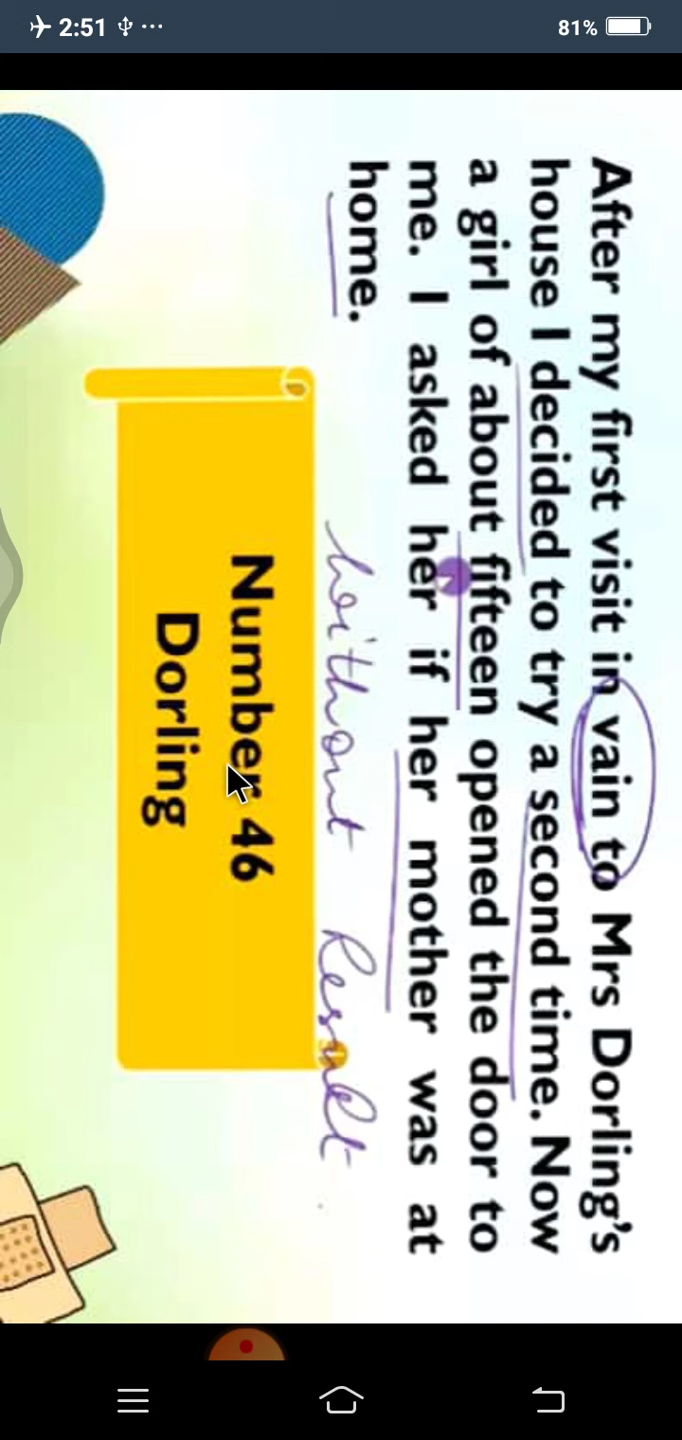 2:51
81%
After my first visit in vain to Mrs Dorling's
house I decided to try a second time. Now
a girl of about fifteen opened the door to
me. I asked her if her mother was at
home.
without Result
Number 46
Dorling